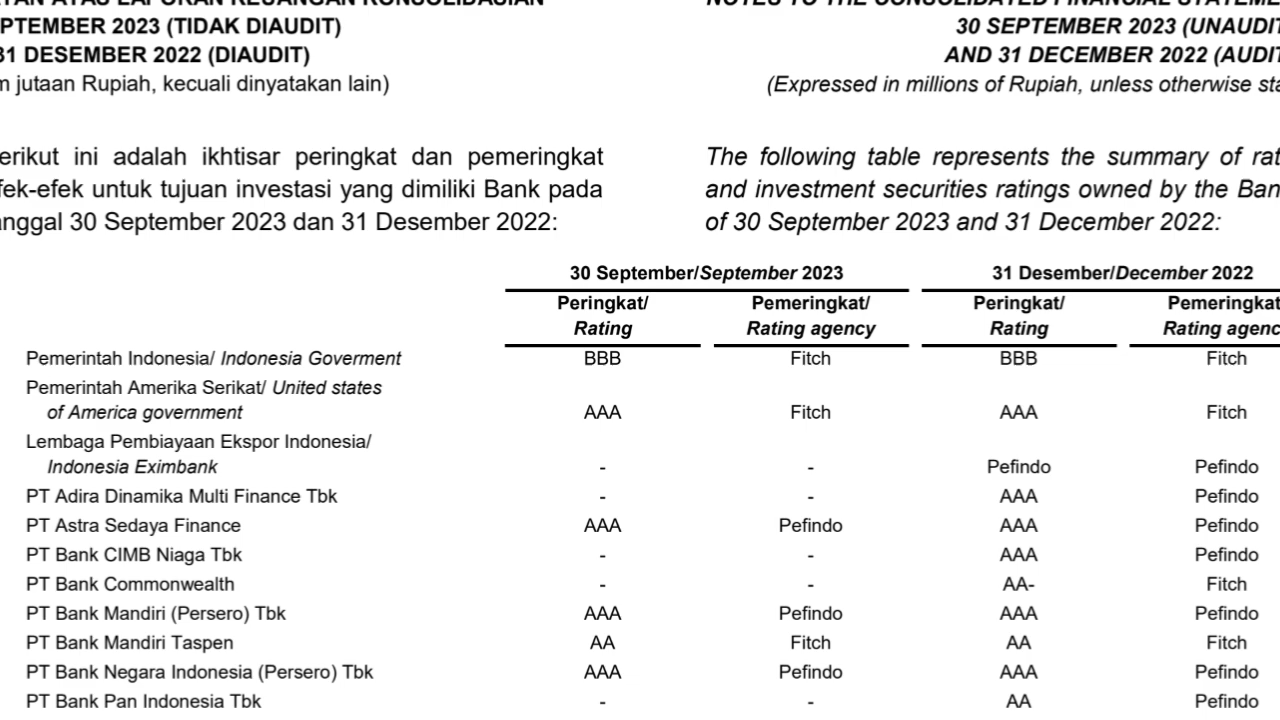 ATAN ATAS LAPORAN KEUANGAN KONSOLIDASIAN
NOTES TO THE CONSOLIDATED FINANCIAL STATEME
PTEMBER 2023 (TIDAK DIAUDIT)
30 SEPTEMBER 2023 (UNAUDIT
31 DESEMBER 2022 (DIAUDIT)
AND 31 DECEMBER 2022 (AUDIT
m jutaan Rupiah, kecuali dinyatakan lain)
(Expressed in millions of Rupiah, unless otherwise sta
erikut ini adalah ikhtisar peringkat dan pemeringkat
fek-efek untuk tujuan investasi yang dimiliki Bank pada
anggal 30 September 2023 dan 31 Desember 2022:
The following table represents the summary of rat
and investment securities ratings owned by the Ban
of 30 September 2023 and 31 December 2022:
30 September/September 2023 31 Desember/December 2022
Peringkat/ Pemeringkat/ Peringkat/ Pemeringkat
Rating Rating agency Rating Rating agenc
Pemerintah Indonesia/ Indonesia Goverment BBB Fitch BBB Fitch
Pemerintah Amerika Serikat/ United states
of America government AAA Fitch AAA Fitch
Lembaga Pembiayaan Ekspor Indonesia/
Indonesia Eximbank - - Pefindo Pefindo
PT Adira Dinamika Multi Finance Tbk - - AAA Pefindo
PT Astra Sedaya Finance AAA Pefindo AAA Pefindo
PT Bank CIMB Niaga Tbk - - AAA Pefindo
PT Bank Commonwealth - - AA- Fitch
PT Bank Mandiri (Persero) Tbk AAA Pefindo AAA Pefindo
PT Bank Mandiri Taspen AA Fitch AA Fitch
PT Bank Negara Indonesia (Persero) Tbk AAA Pefindo AAA Pefindo
PT Bank Pan Indonesia Tbk - - AA Pefindo